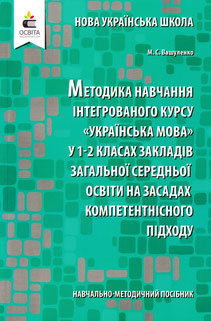 ОСВІТА
НОВА УКРАЇНСЬКА ШКОЛА
М. С. Вашуленко
МЕТОДИКА НАВЧАННЯ
ІНТЕГРОВАНОГО КУРСУ
«УКРАЇНСЬКА МОВА»
У 1-2 КЛАСАХ ЗАКЛАДІВ
ЗАГАЛЬНОЇ СЕРЕДНЬОЇ
ОСВІТИ НА ЗАСАДАХ
КОМПЕТЕНТНІСНОГО
ПІДХОДУ
НАВЧАЛЬНО-МЕТОДИЧНИЙ ПОСІБНИК